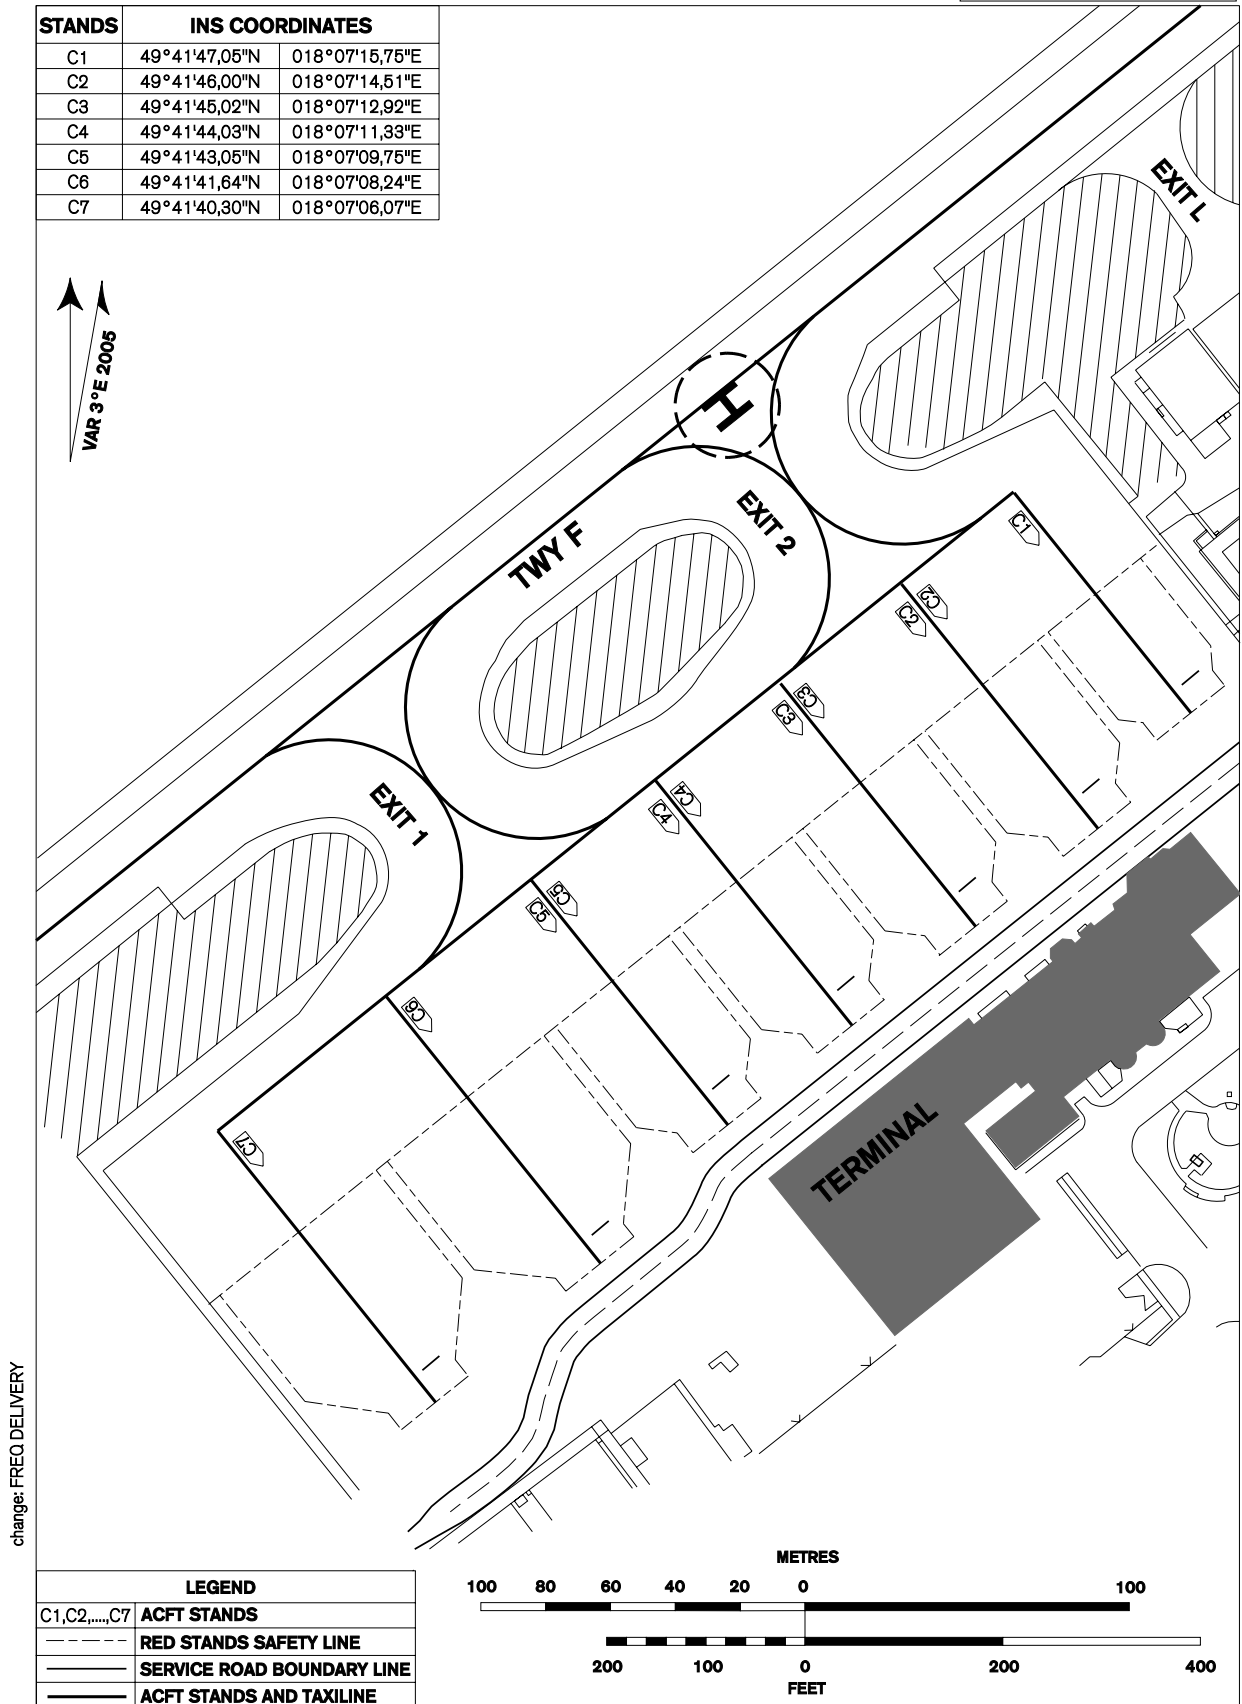 STANDS INS COORDINATES
C1 49°41'47,05"N 018°07'15,75"E
C2 49°41'46,00"N 018°07'14,51"E
C3 49°41'45,02"N 018°07'12,92"E
C4 49°41'44,03"N 018°07'11,33"E
C5 49°41'43,05"N 018°07'09,75"E
C6 49°41'41,64"N 018°07'08,24"E
C7 49°41'40,30"N 018°07'06,07"E
VAR 3°E 2005
EXIT L
H
EXIT 2
TWY F
C1
C2
C2
C3
C3
EXIT 1
C4
C4
C5
C5
C6
C7
TERMINAL
change: FREQ DELIVERY
LEGEND
C1,C2,....,C7 ACFT STANDS
RED STANDS SAFETY LINE
SERVICE ROAD BOUNDARY LINE
ACFT STANDS AND TAXILINE
METRES
100 80 60 40 20 0 100
200 100 0 200 400
FEET